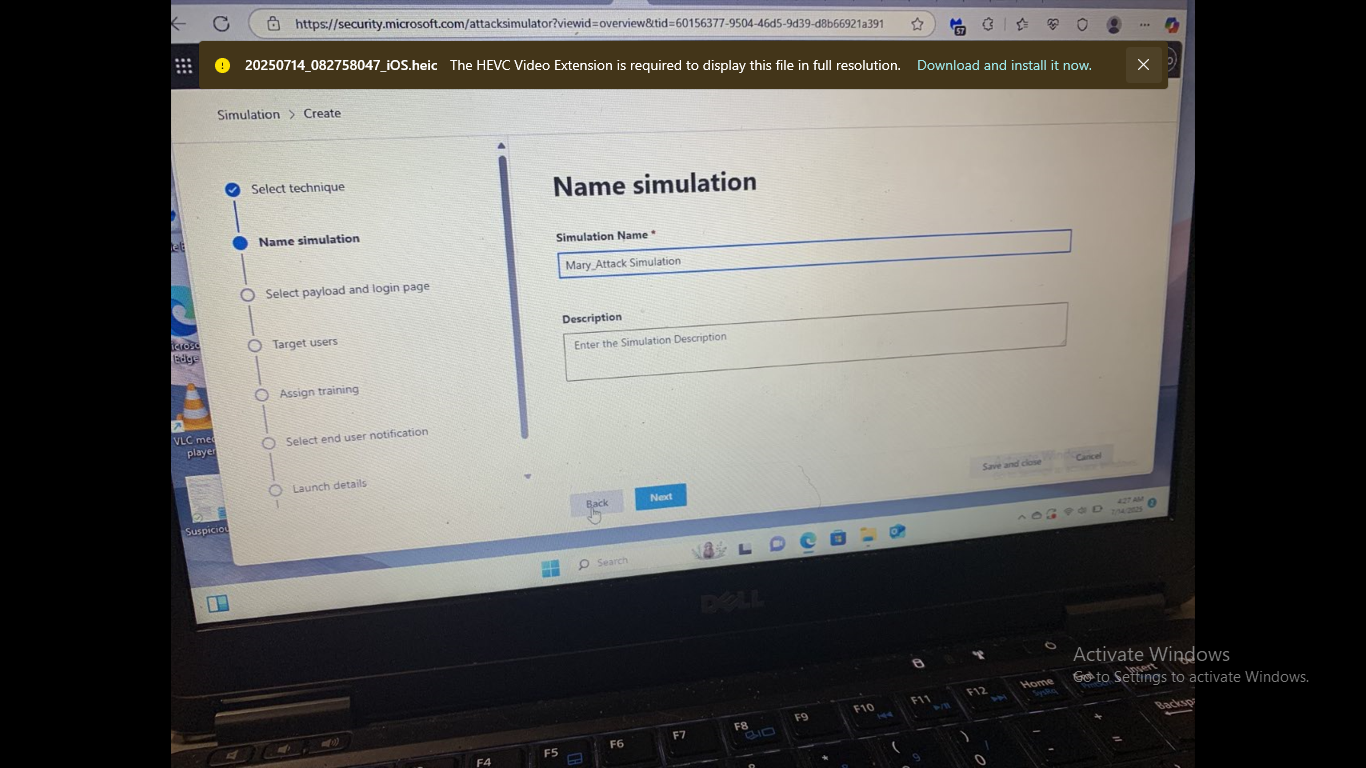 https://security.microsoft.com/attacksimulator?viewid=overview&tid=60156377-9504-46d5-9d39-d8b66921a391
57
20250714_082758047_iOS.heic The HEVC Video Extension is required to display this file in full resolution. Download and install it now.
Simulation > Create
Select technique
Name simulation
Select payload and login page
Target users
Assign training
Select end user notification
Launch details
Name simulation
Simulation Name *
Mary_Attack Simulation
Description
Enter the Simulation Description
Save and close
Cancel
Back
Next
Edge
VLC med
player
Suspiciou
Search
4:27 AM
7/14/2025
DELL
Activate Windows
Go to Settings to activate Windows.
F4
F5
F6
F7
F8
F9
F10
F11
F12
Home
Insert
Backsp